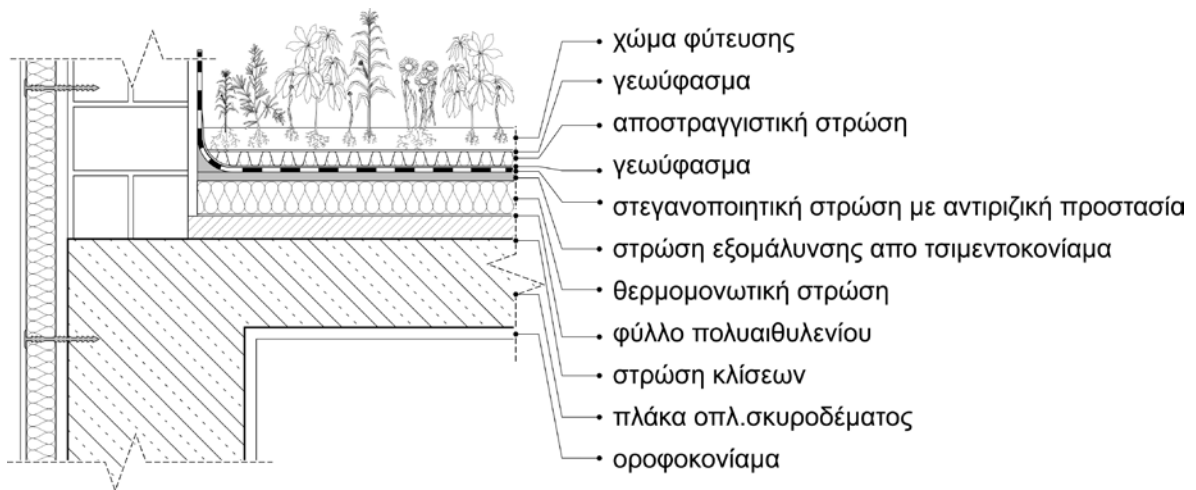 χώμα φύτευσης
γεωύφασμα
αποστραγγιστική στρώση
γεωύφασμα
στεγανοποιητική στρώση με αντιριζική προστασία
στρώση εξομάλυνσης απο τσιμεντοκονίαμα
θερμομονωτική στρώση
φύλλο πολυαιθυλενίου
στρώση κλίσεων
πλάκα οπλ.σκυροδέματος
οροφοκονίαμα